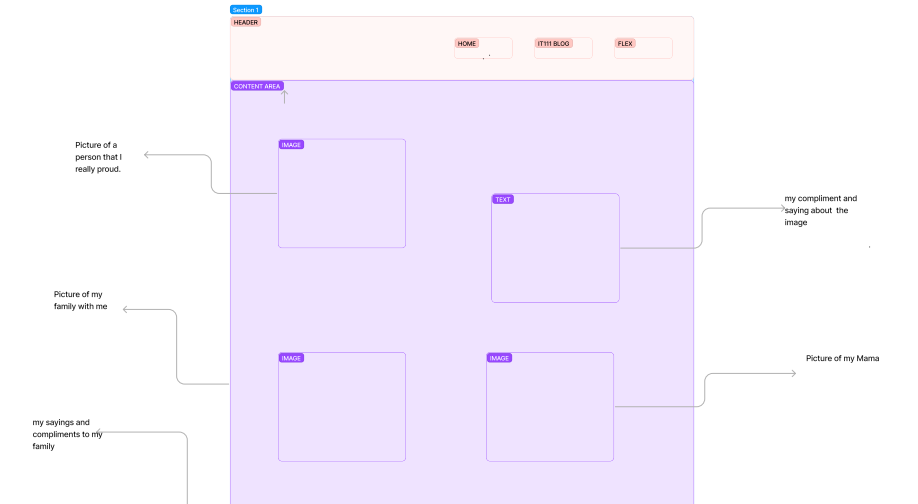 Section 1
HEADER
HOME
IT111 BLOG
FLEX
CONTENT AREA
IMAGE
Picture of a
person that I
really proud.
TEXT
my compliment and
saying about the
image
Picture of my
family with me
IMAGE
IMAGE
Picture of my Mama
my sayings and
compliments to my
family